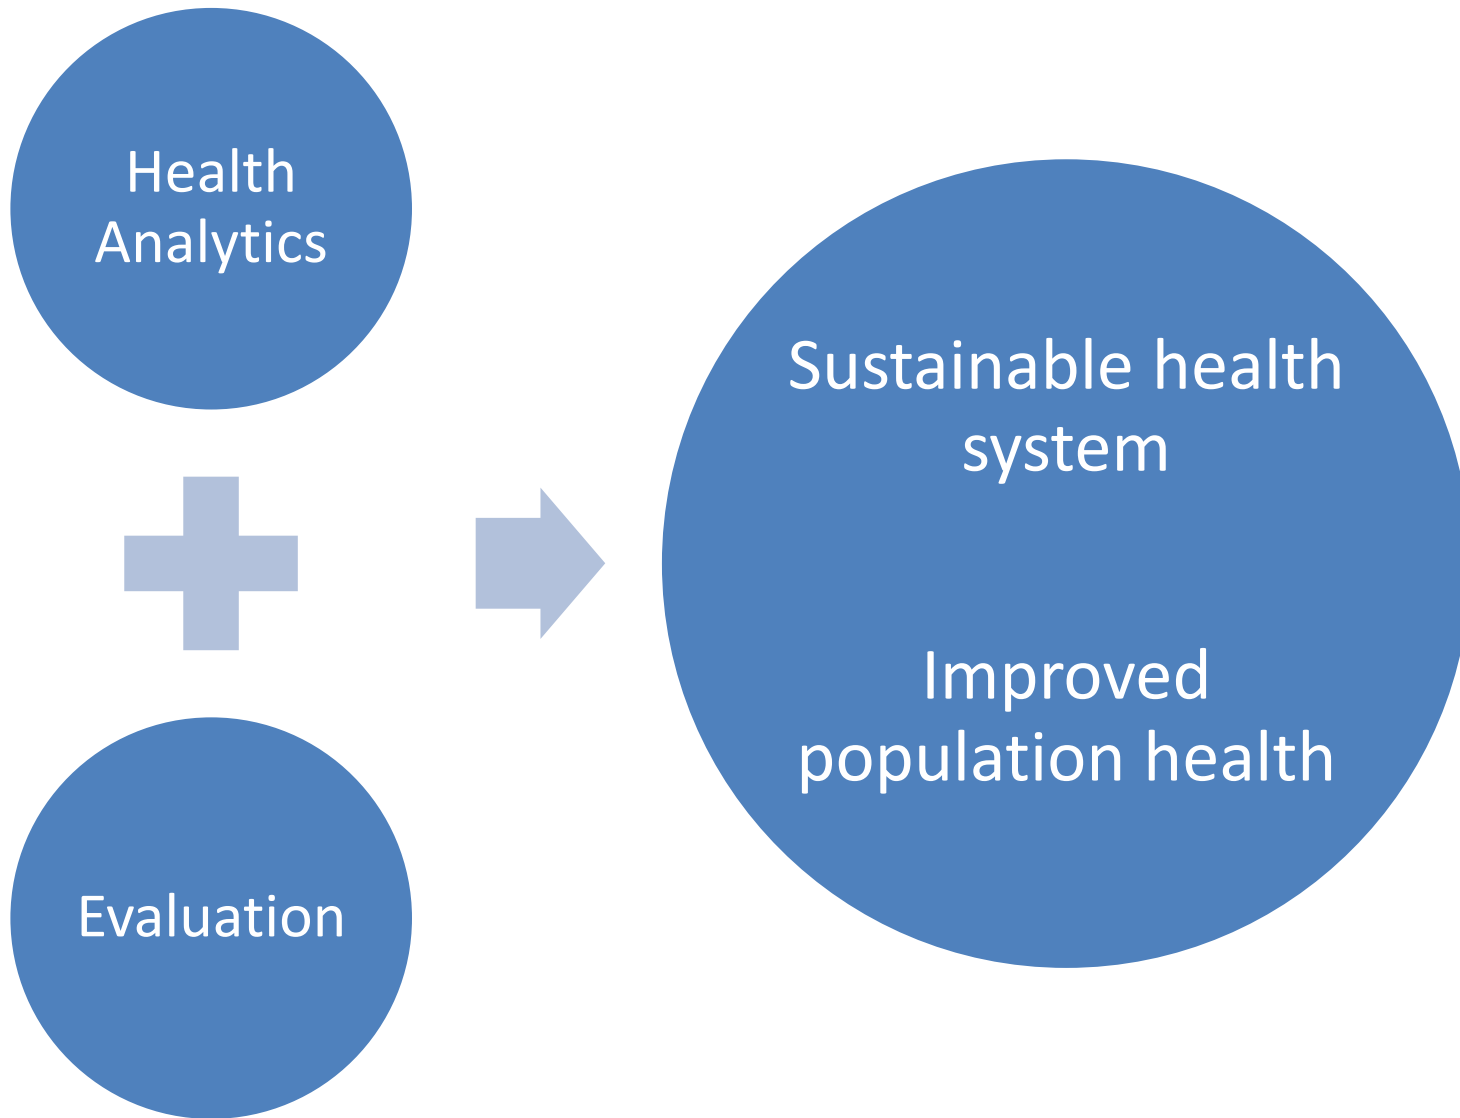 Health
Analytics
Evaluation
Sustainable health
system
Improved
population health